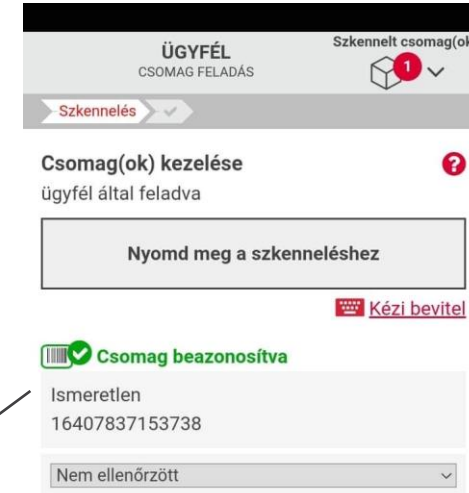 ÜGYFÉL
CSOMAG FELADÁS
Szkennelt csomag(ok
1
Szkennelés
Csomag(ok) kezelése
ügyfél által feladva
Nyomd meg a szkenneléshez
Kézi bevitel
Csomag beazonosítva
Ismeretlen
16407837153738
Nem ellenőrzött